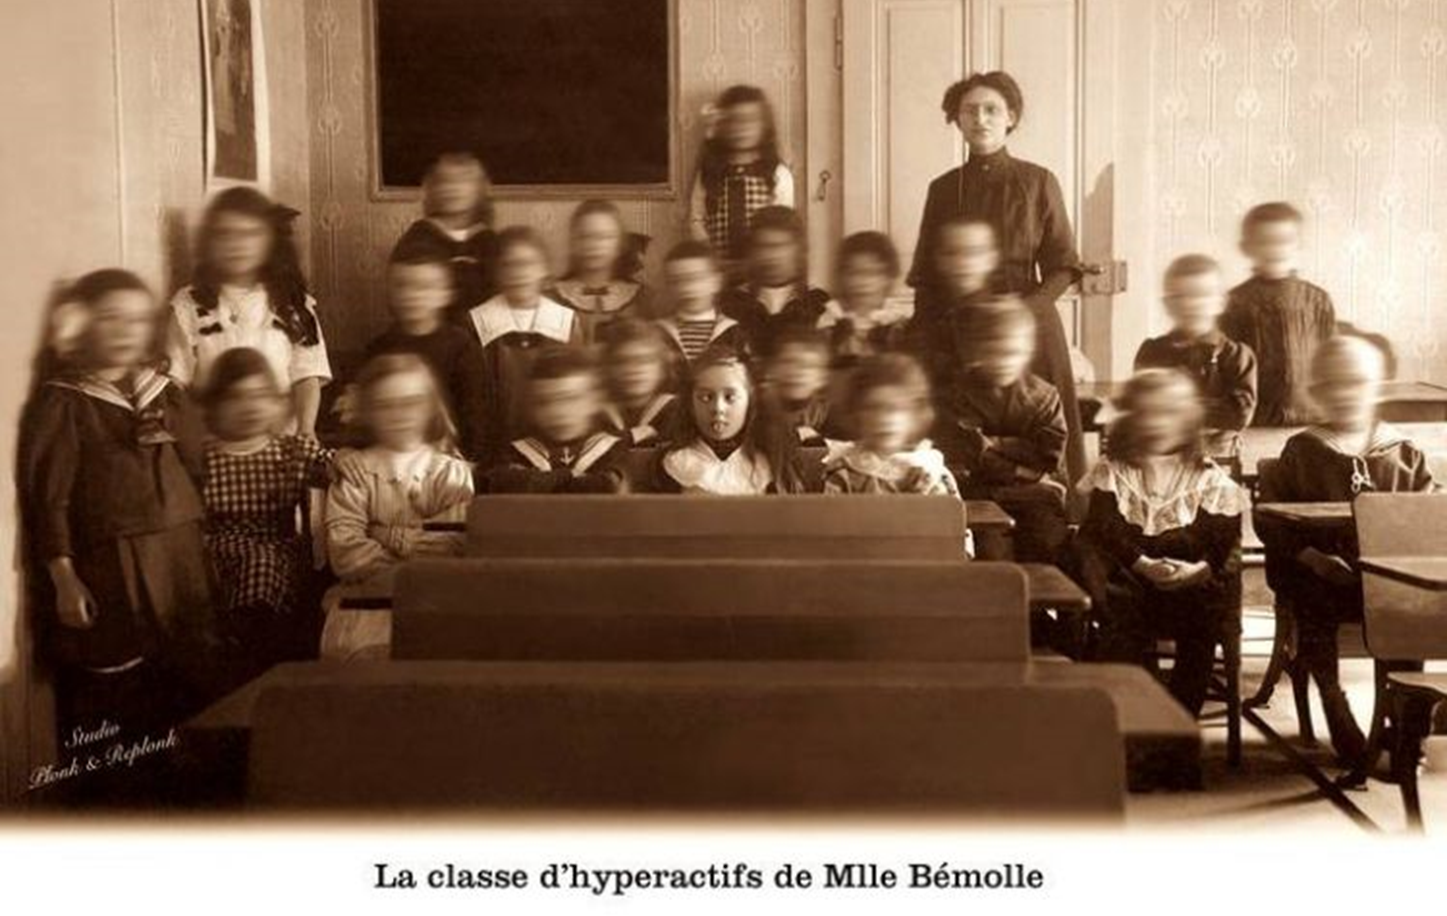 Studio
Plonk & Replonk
La classe d'hyperactifs de Mlle Bémolle